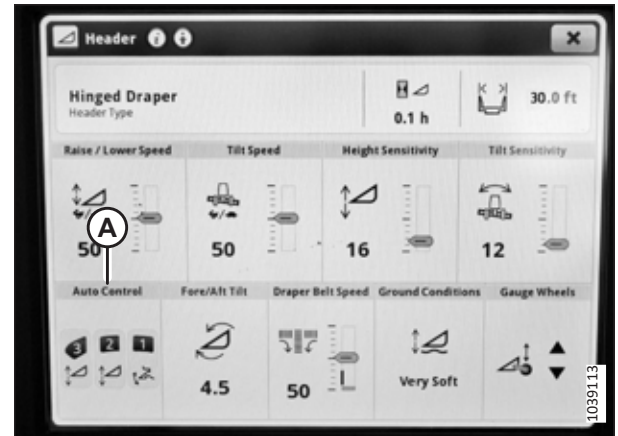 Header
Hinged Draper
Header Type
0.1 h
30.0 ft
Raise / Lower Speed
Tilt Speed
Height Sensitivity
Tilt Sensitivity
A
50
50
16
12
Auto Control
Fore/Aft Tilt
Draper Belt Speed
Ground Conditions
Gauge Wheels
3 2 1
4.5
50
Very Soft
1039113